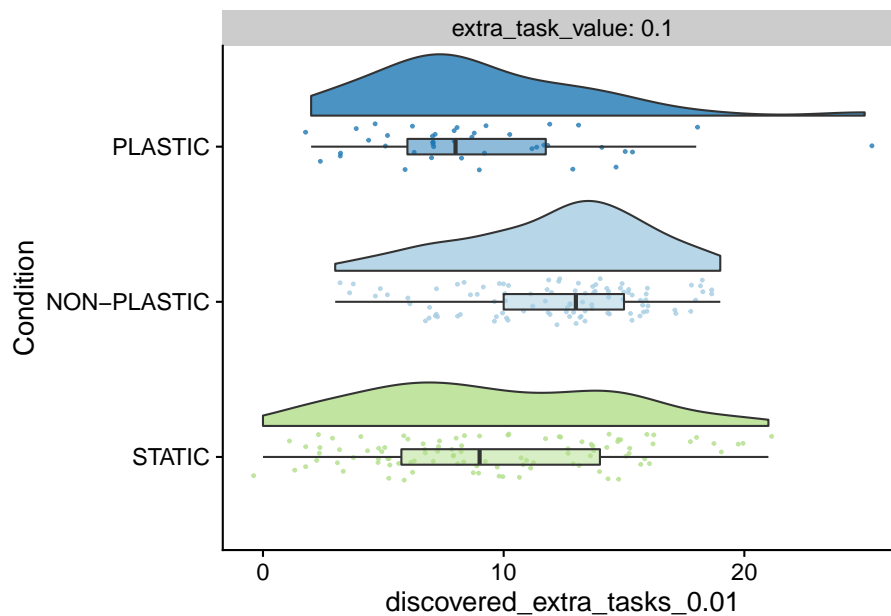 extra_task_value: 0.1
PLASTIC
NON−PLASTIC
STATIC
Condition
0 10 20
discovered_extra_tasks_0.01